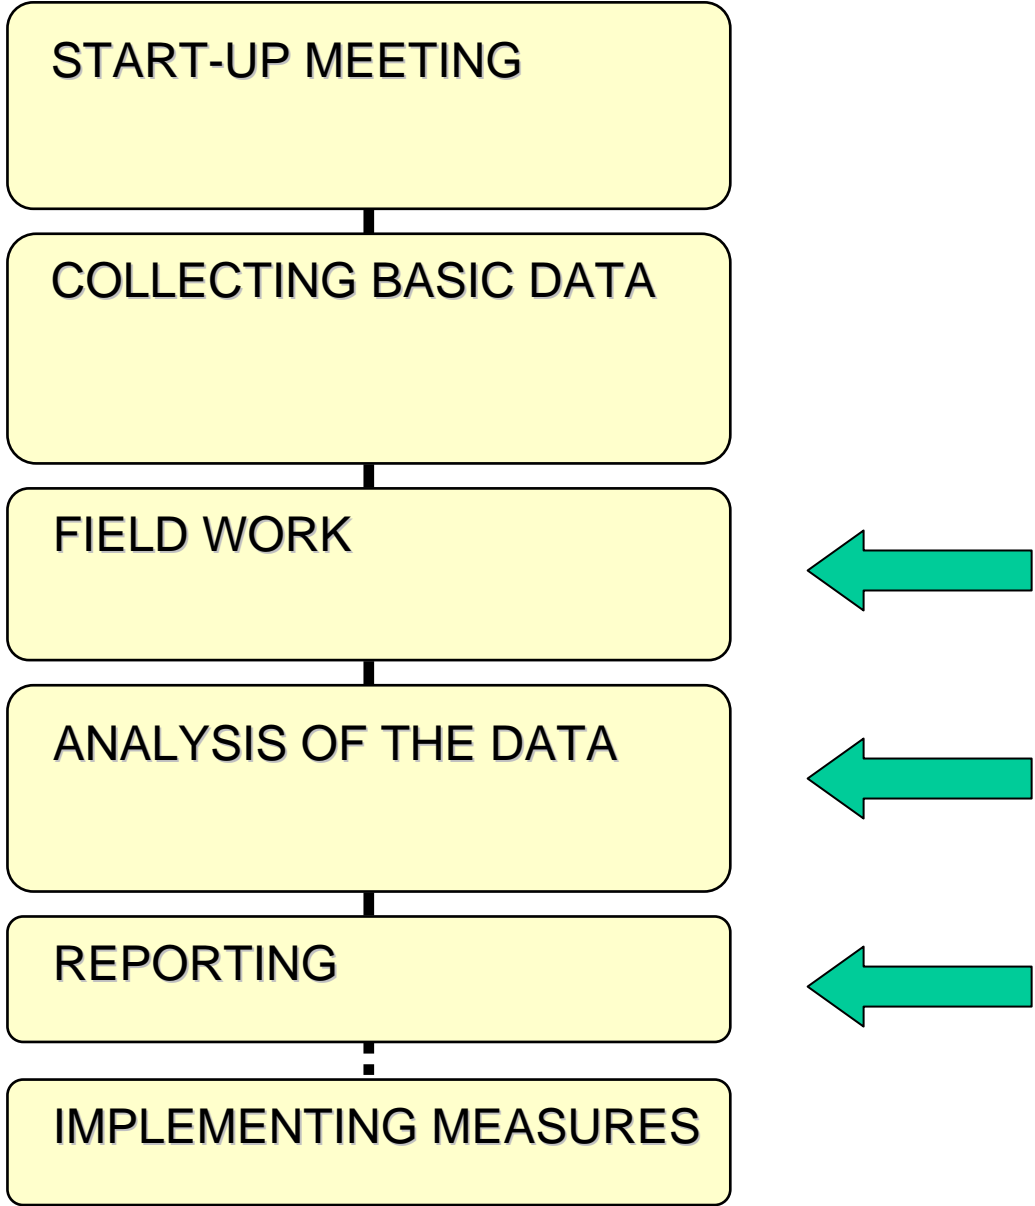 START-UP MEETING
COLLECTING BASIC DATA
FIELD WORK
ANALYSIS OF THE DATA
REPORTING
IMPLEMENTING MEASURES